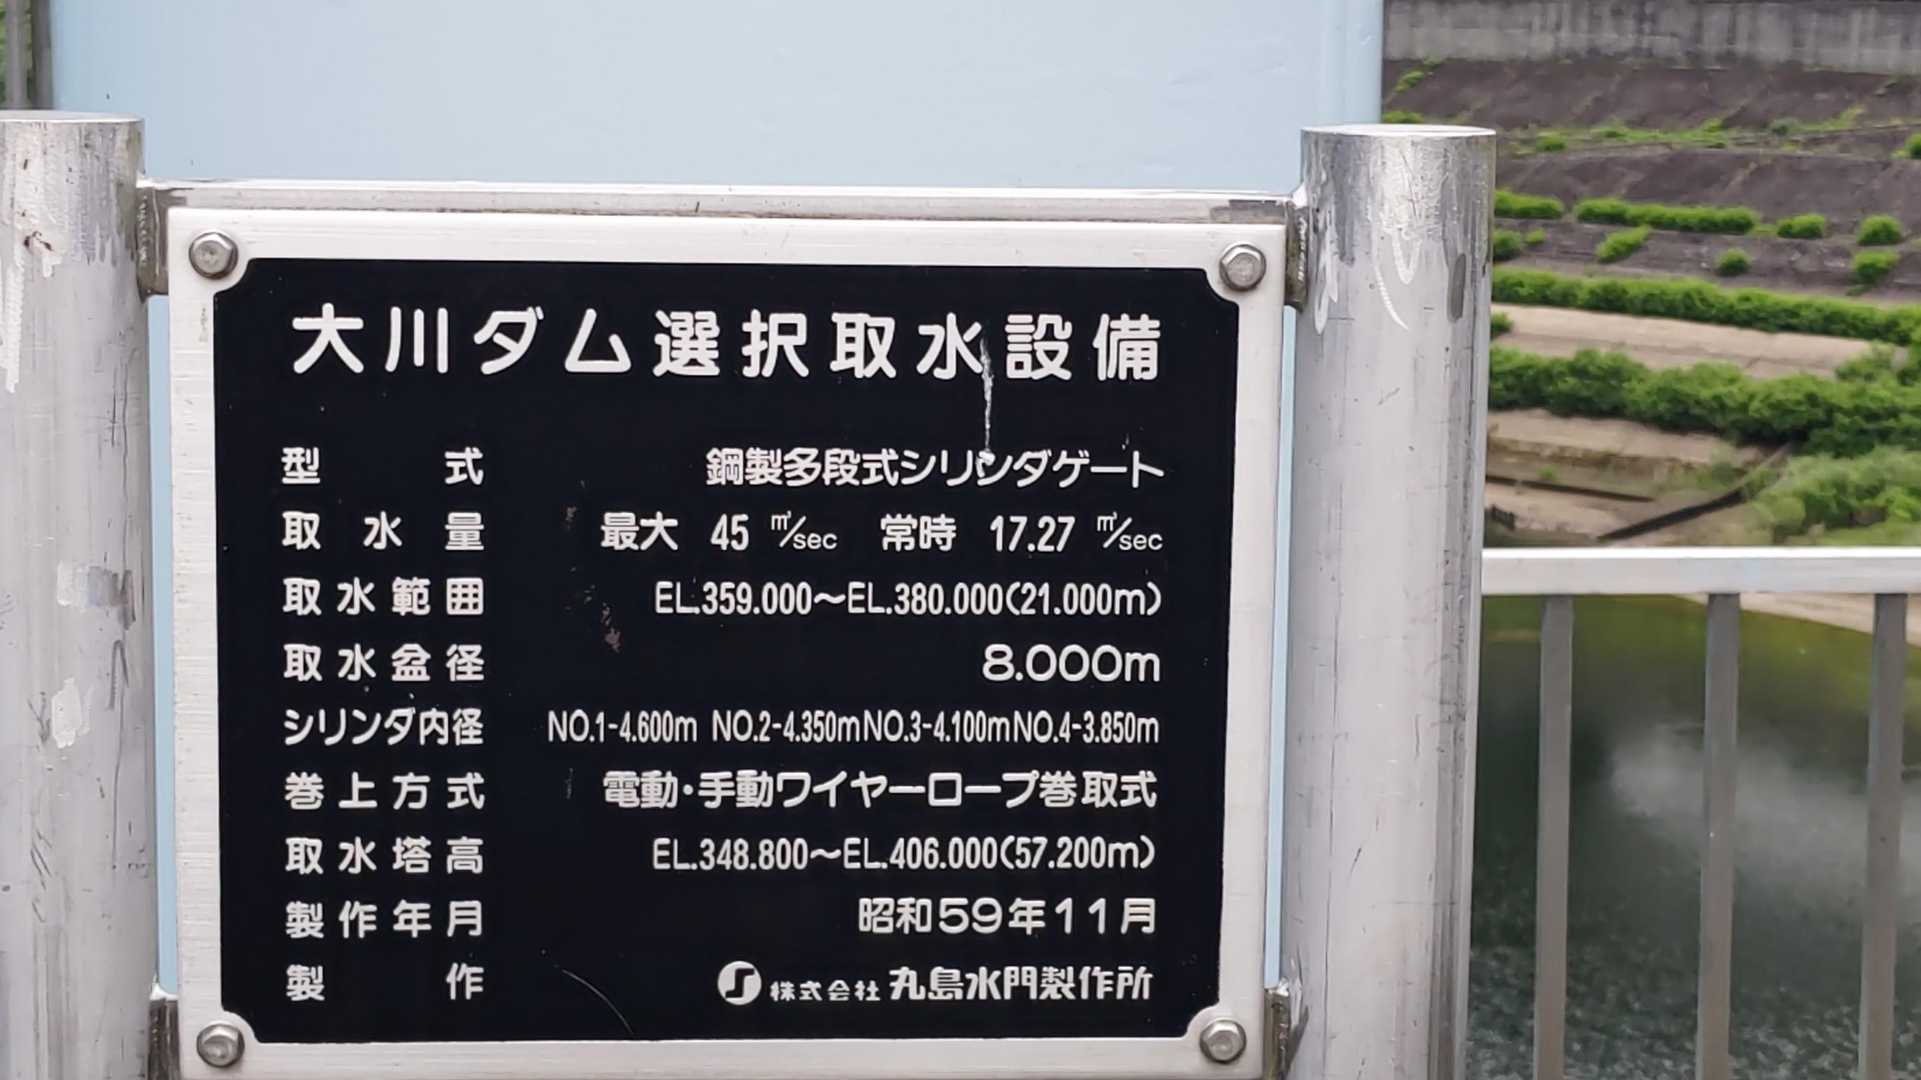 大川ダム選択取水設備
型式 鋼製多段式シリンダゲート
取水量 最大 45 ㎥/sec 常時 17.27 ㎥/sec
取水範囲 EL.359.000〜EL.380.000(21.000m)
取水盆径 8.000m
シリンダ内径 NO.1-4.600m NO.2-4.350m NO.3-4.100m NO.4-3.850m
巻上方式 電動・手動ワイヤーロープ巻取式
取水塔高 EL.348.800〜EL.406.000(57.200m)
製作年月 昭和59年11月
製作 株式会社 丸島水門製作所